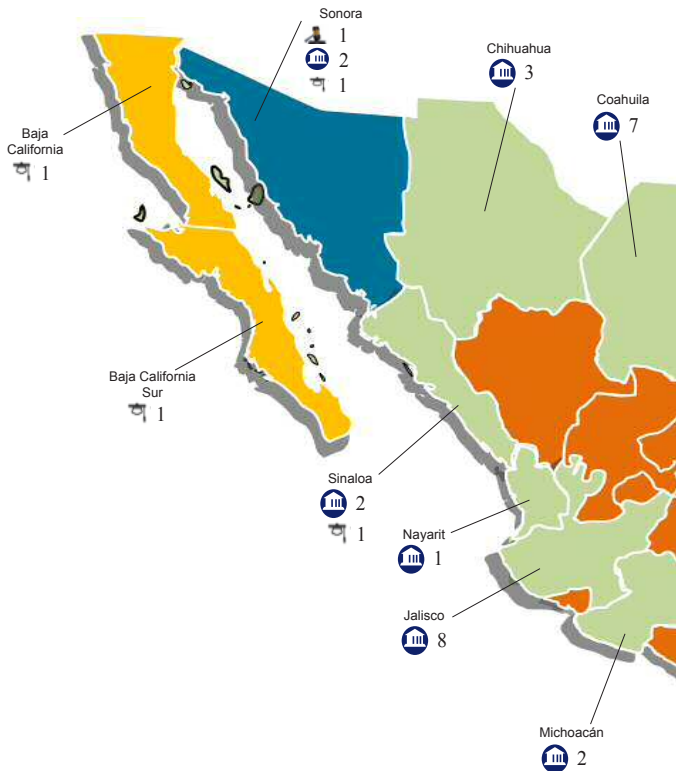 Sonora
1
2
1
Chihuahua
3
Coahuila
7
Baja
California
1
Baja California
Sur
1
Sinaloa
2
1
Nayarit
1
Jalisco
8
Michoacán
2